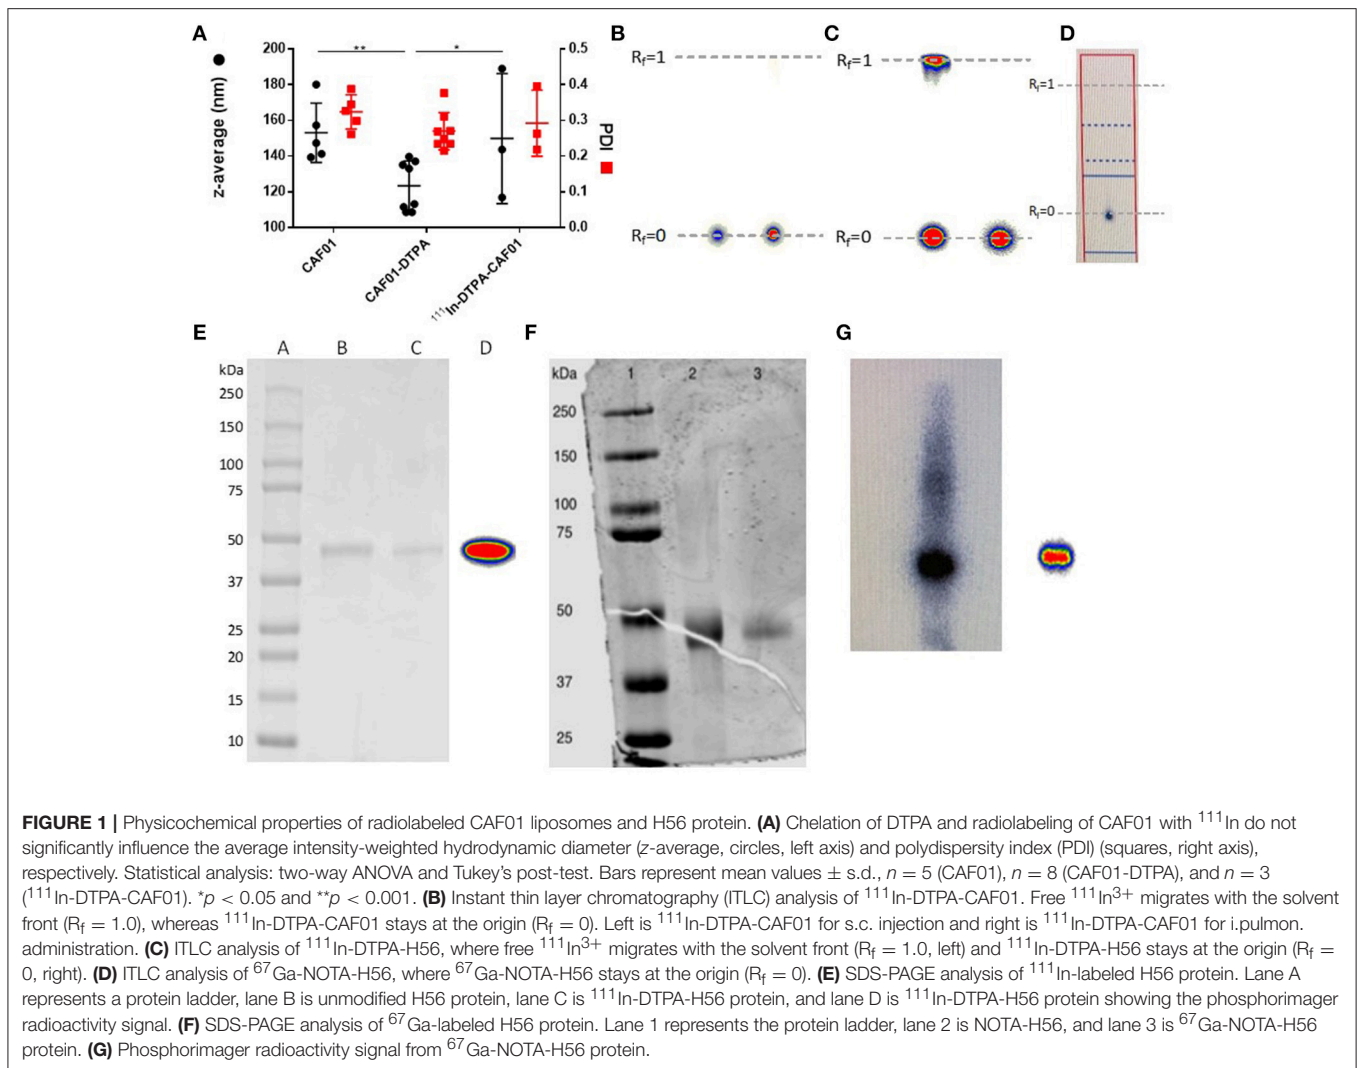 A
B
C
D
** *
200
180
160
140
120
100
z-average (nm)
0.5
0.4
0.3
0.2
0.1
0.0
PDI
CAF01
CAF01-DTPA
¹¹¹In-DTPA-CAF01
Rf=1
Rf=0
Rf=1
Rf=0
Rf=1
Rf=0
E
A B C D
kDa
250
150
100
75
50
37
25
20
15
10
F
kDa
1 2 3
250
150
100
75
50
37
25
G
FIGURE 1 | Physicochemical properties of radiolabeled CAF01 liposomes and H56 protein. (A) Chelation of DTPA and radiolabeling of CAF01 with ¹¹¹In do not
significantly influence the average intensity-weighted hydrodynamic diameter (z-average, circles, left axis) and polydispersity index (PDI) (squares, right axis),
respectively. Statistical analysis: two-way ANOVA and Tukey's post-test. Bars represent mean values ± s.d., n = 5 (CAF01), n = 8 (CAF01-DTPA), and n = 3
(¹¹¹In-DTPA-CAF01). *p < 0.05 and **p < 0.001. (B) Instant thin layer chromatography (ITLC) analysis of ¹¹¹In-DTPA-CAF01. Free ¹¹¹In³⁺ migrates with the solvent
front (Rf = 1.0), whereas ¹¹¹In-DTPA-CAF01 stays at the origin (Rf = 0). Left is ¹¹¹In-DTPA-CAF01 for s.c. injection and right is ¹¹¹In-DTPA-CAF01 for i.pulmon.
administration. (C) ITLC analysis of ¹¹¹In-DTPA-H56, where free ¹¹¹In³⁺ migrates with the solvent front (Rf = 1.0, left) and ¹¹¹In-DTPA-H56 stays at the origin (Rf =
0, right). (D) ITLC analysis of ⁶⁷Ga-NOTA-H56, where ⁶⁷Ga-NOTA-H56 stays at the origin (Rf = 0). (E) SDS-PAGE analysis of ¹¹¹In-labeled H56 protein. Lane A
represents a protein ladder, lane B is unmodified H56 protein, lane C is ¹¹¹In-DTPA-H56 protein, and lane D is ¹¹¹In-DTPA-H56 protein showing the phosphorimager
radioactivity signal. (F) SDS-PAGE analysis of ⁶⁷Ga-labeled H56 protein. Lane 1 represents the protein ladder, lane 2 is NOTA-H56, and lane 3 is ⁶⁷Ga-NOTA-H56
protein. (G) Phosphorimager radioactivity signal from ⁶⁷Ga-NOTA-H56 protein.